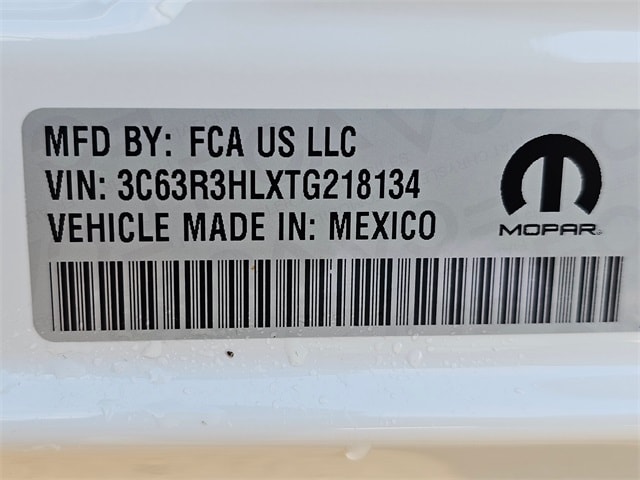 MFD BY: FCA US LLC
VIN: 3C63R3HLXTG218134
VEHICLE MADE IN: MEXICO
MOPAR